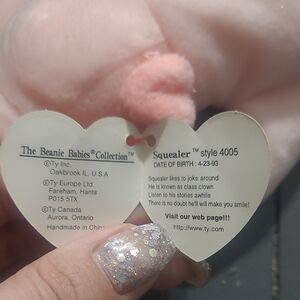 The Beanie Babies®Collection™
©Ty Inc.
Oakbrook IL. U.S.A
©Ty Europe Ltd.
Fareham, Hants
PO15 5TX
©Ty Canada
Aurora, Ontario
Handmade in China
Squealer™ style 4005
DATE OF BIRTH : 4-23-93
Squealer likes to joke around
He is known as class clown
Listen to his stories awhile
There is no doubt he'll make you smile!
Visit our web page!!!
http://www.ty.com